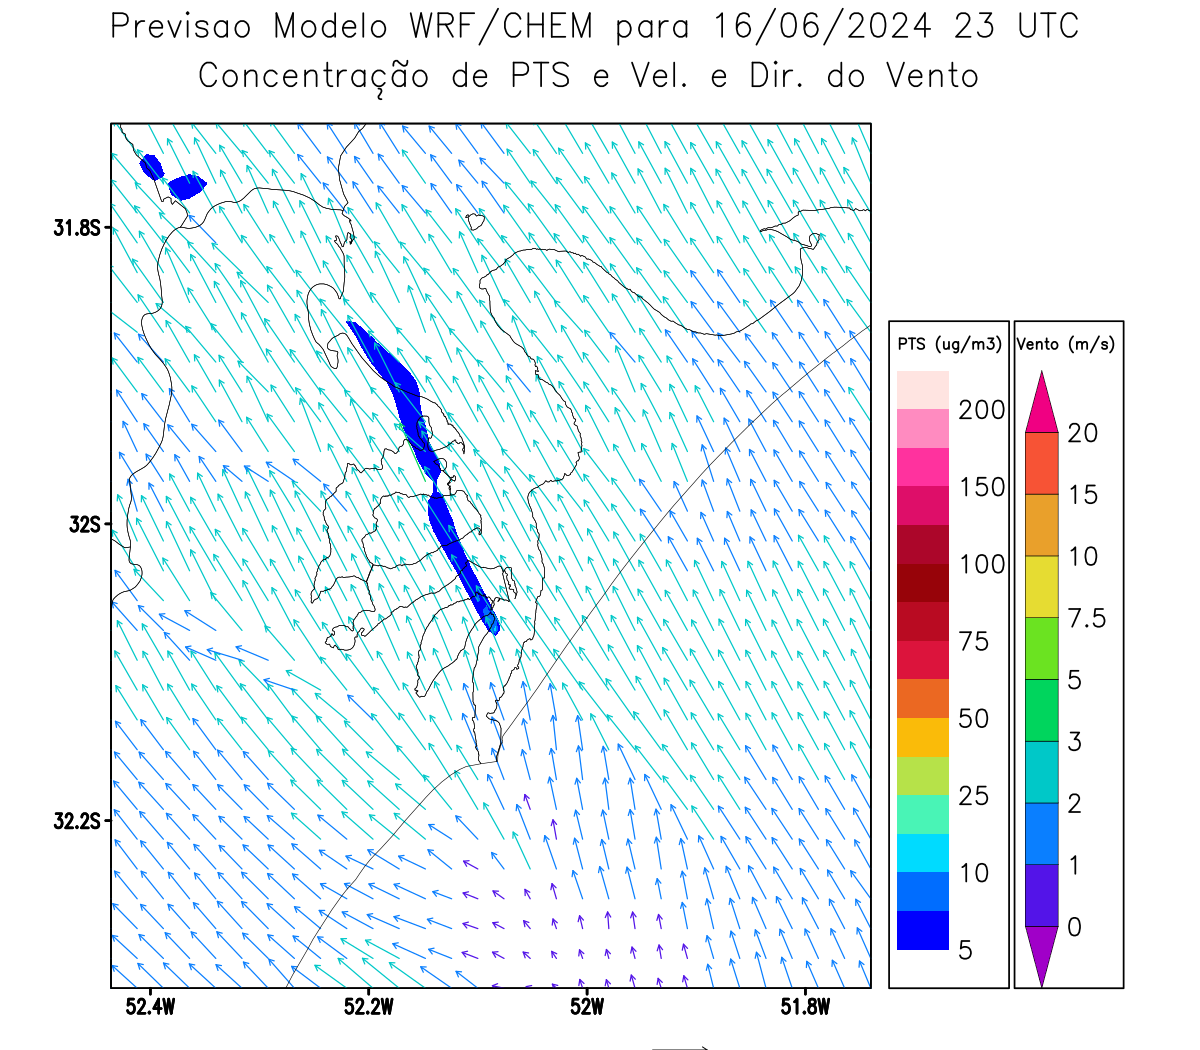 Previsao Modelo WRF/CHEM para 16/06/2024 23 UTC
Concentração de PTS e Vel. e Dir. do Vento
31.8S
32S
32.2S
52.4W
52.2W
52W
51.8W
PTS (ug/m3)
200
150
100
75
50
25
10
5
Vento (m/s)
20
15
10
7.5
5
3
2
1
0